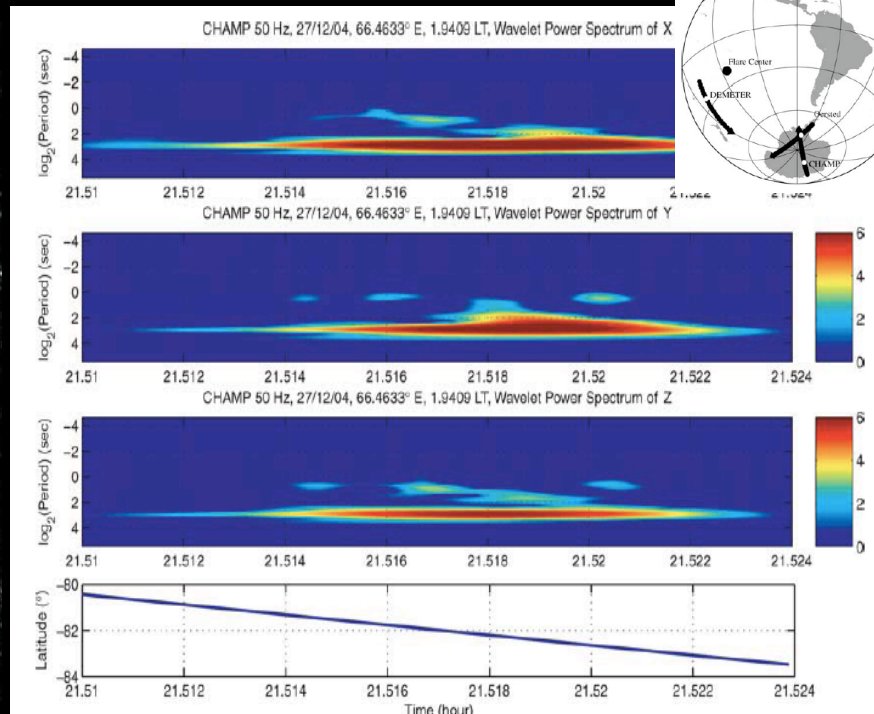 CHAMP 50 Hz, 27/12/04, 66.4633° E, 1.9409 LT, Wavelet Power Spectrum of X
Flare Center
DEMETER
Oersted
CHAMP
log2(Period) (sec)
−4
−2
0
2
4
21.51 21.512 21.514 21.516 21.518 21.52 21.522 21.524
CHAMP 50 Hz, 27/12/04, 66.4633° E, 1.9409 LT, Wavelet Power Spectrum of Y
log2(Period) (sec)
−4
−2
0
2
4
6
4
2
0
21.51 21.512 21.514 21.516 21.518 21.52 21.522 21.524
CHAMP 50 Hz, 27/12/04, 66.4633° E, 1.9409 LT, Wavelet Power Spectrum of Z
log2(Period) (sec)
−4
−2
0
2
4
6
4
2
0
21.51 21.512 21.514 21.516 21.518 21.52 21.522 21.524
Latitude (°)
−80
−82
−84
21.51 21.512 21.514 21.516 21.518 21.52 21.522 21.524
Time (hour)